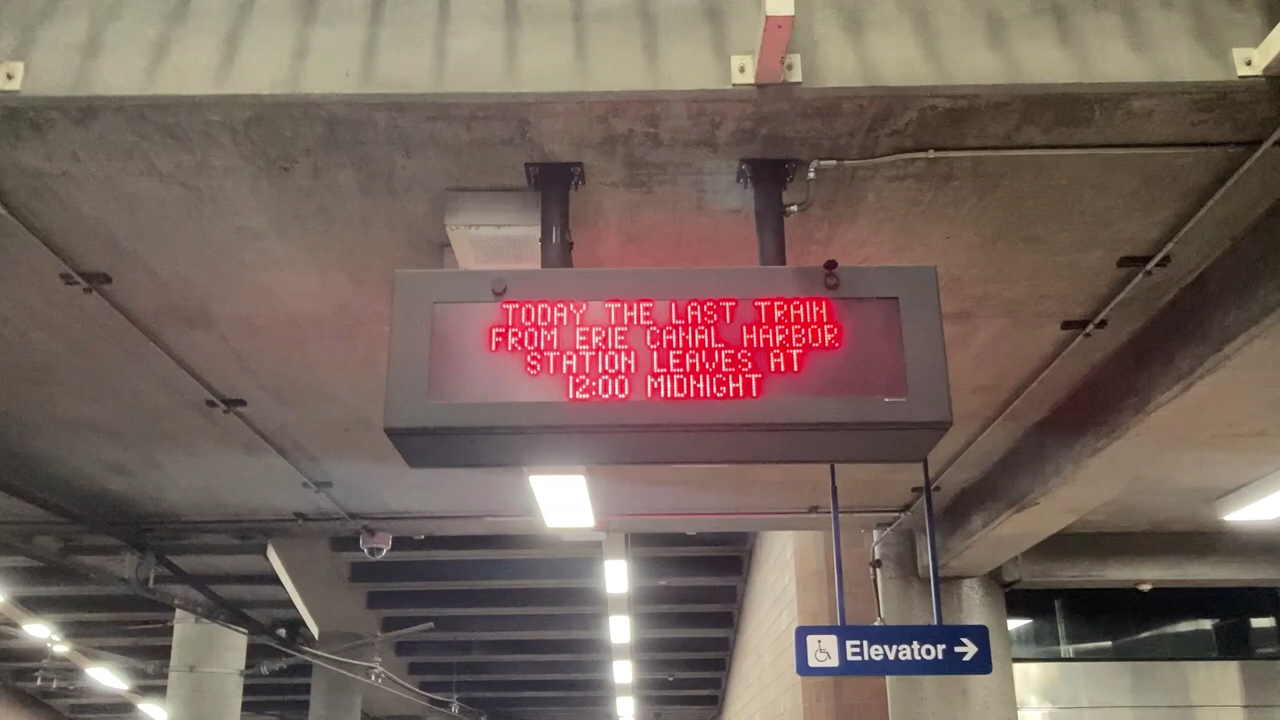 TODAY THE LAST TRAIN
FROM ERIE CANAL HARBOR
STATION LEAVES AT
12:00 MIDNIGHT
Elevator →